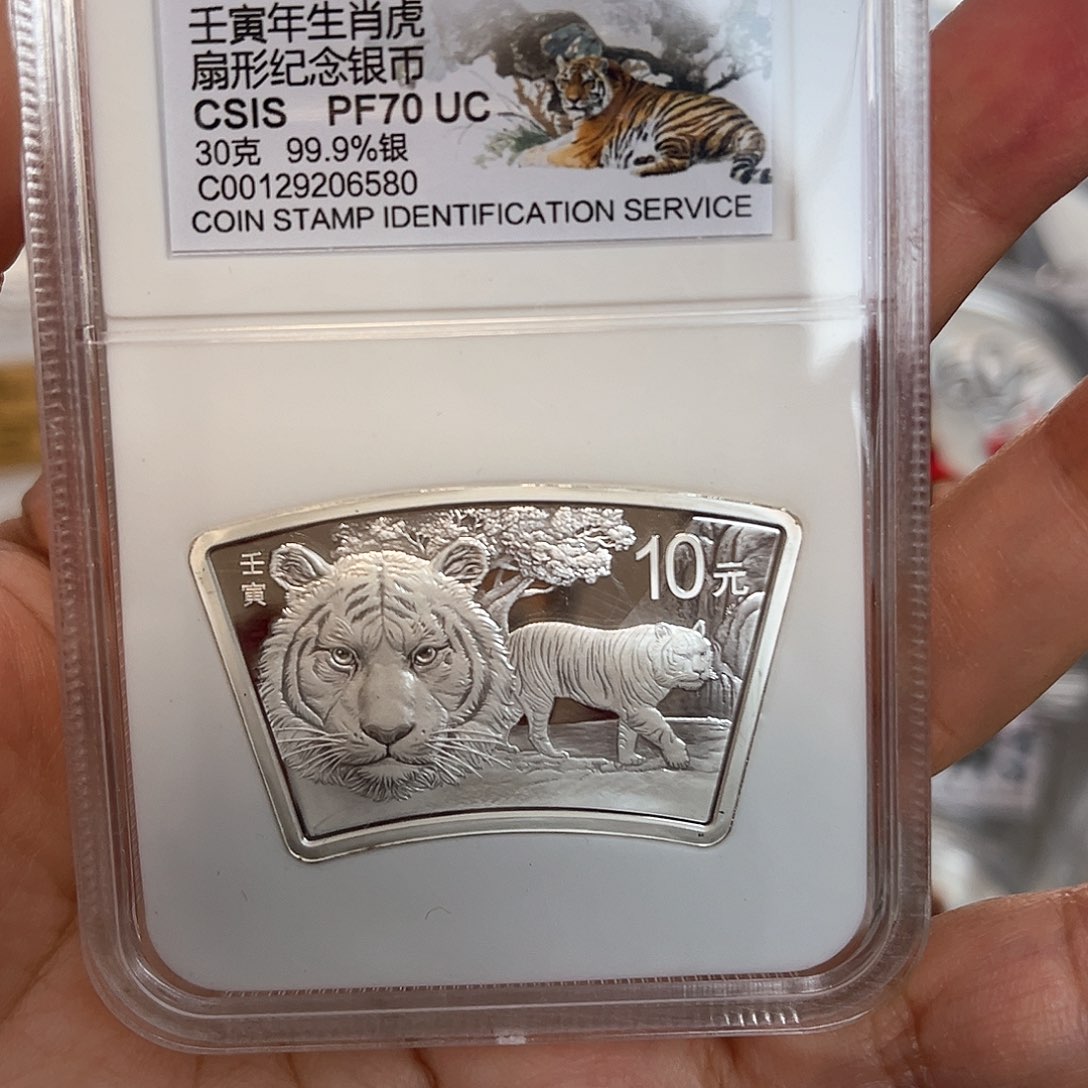 壬寅年生肖虎
扇形纪念银币
CSIS PF70 UC
30克 99.9%银
C00129206580
COIN STAMP IDENTIFICATION SERVICE
壬寅
10元